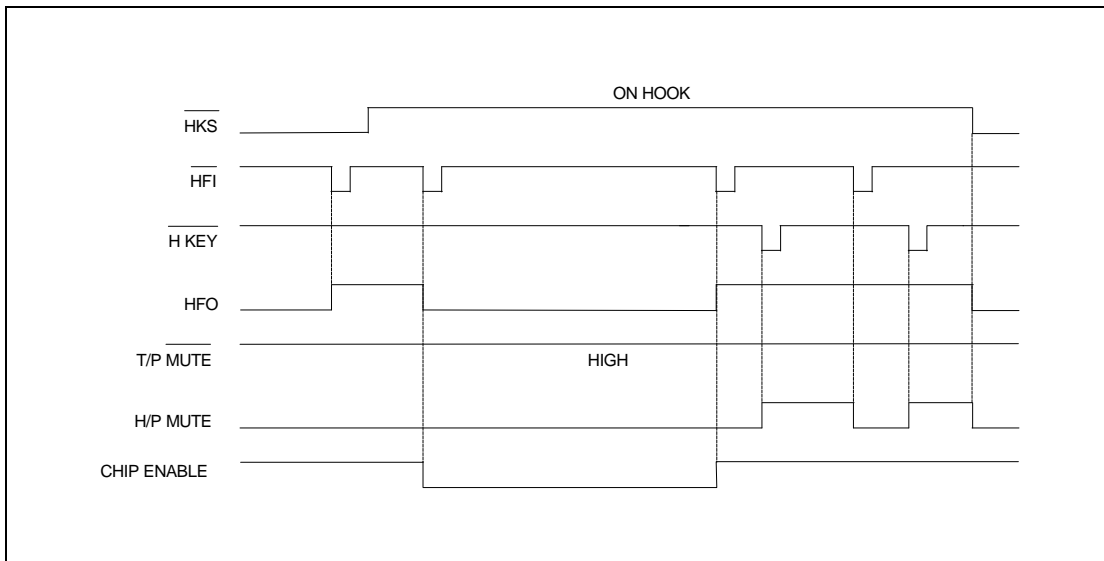 ON HOOK
HKS
HFI
H KEY
HFO
T/P MUTE
HIGH
H/P MUTE
CHIP ENABLE